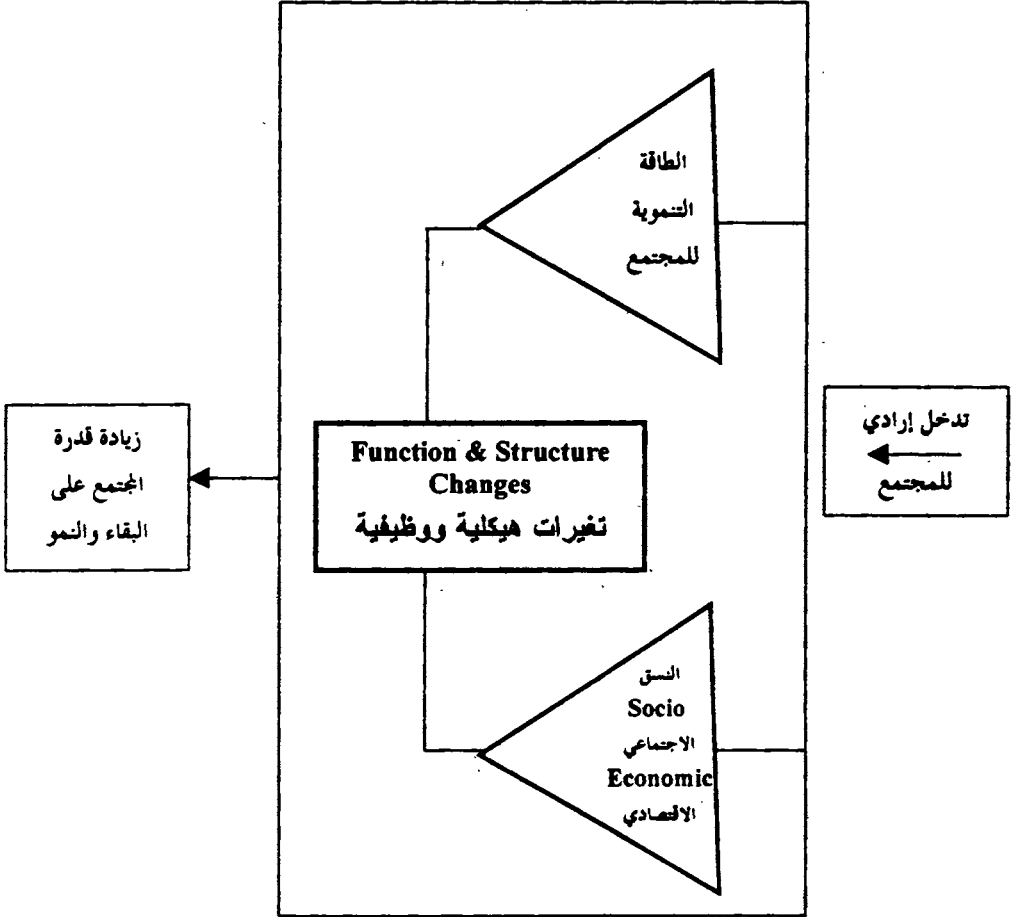 الطاقة
التنموية
للمجتمع
تدخل إرادي
للمجتمع
Function & Structure
Changes
تغيرات هيكلية ووظيفية
زيادة قدرة
المجتمع على
البقاء والنمو
النسق
Socio
الاجتماعي
Economic
الاقتصادي